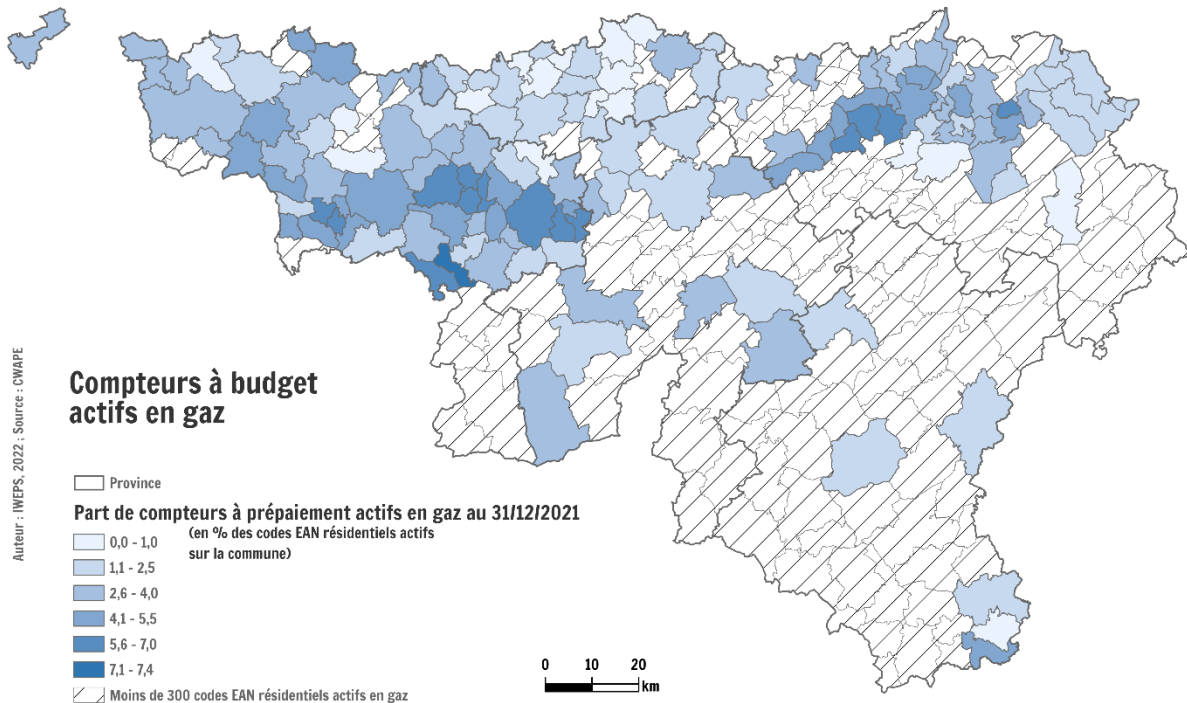 Compteurs à budget
actifs en gaz
Auteur : IWEPS, 2022 ; Source : CWAPE
Province
Part de compteurs à prépaiement actifs en gaz au 31/12/2021
(en % des codes EAN résidentiels actifs
sur la commune)
0,0 - 1,0
1,1 - 2,5
2,6 - 4,0
4,1 - 5,5
5,6 - 7,0
7,1 - 7,4
Moins de 300 codes EAN résidentiels actifs en gaz
0 10 20
km